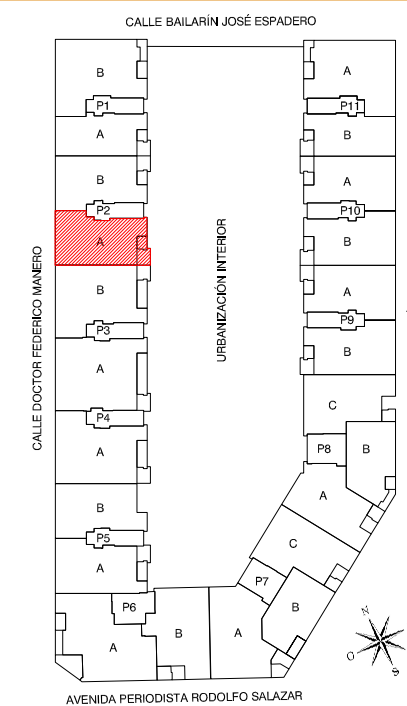 CALLE BAILARÍN JOSÉ ESPADERO
B
A
P1
P11
A
B
B
A
P2
P10
A
B
CALLE DOCTOR FEDERICO MANERO
URBANIZACIÓN INTERIOR
B
A
P3
P9
A
B
C
P4
A
P8
B
B
A
P5
C
A
P7
P6
B
A
B
A
N
O
S
AVENIDA PERIODISTA RODOLFO SALAZAR